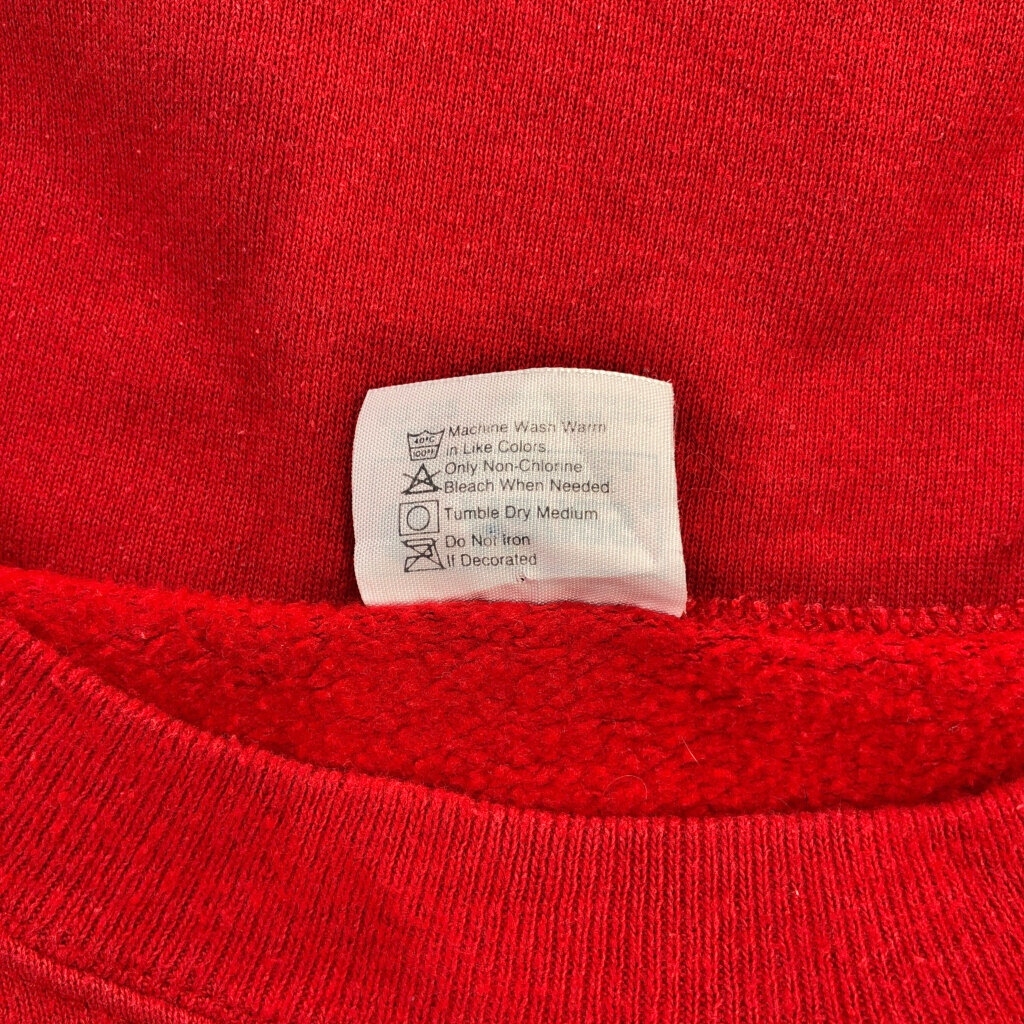 40°C
100°F
Machine Wash Warm
in Like Colors.
Only Non-Chlorine
Bleach When Needed
Tumble Dry Medium
Do Not Iron
If Decorated